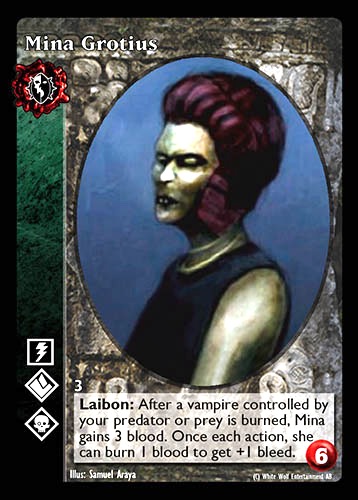 Mina Grotius
3
Laibon: After a vampire controlled by
your predator or prey is burned, Mina
gains 3 blood. Once each action, she
can burn 1 blood to get +1 bleed.
6
Illus: Samuel Araya
(C) White Wolf Entertainment AB